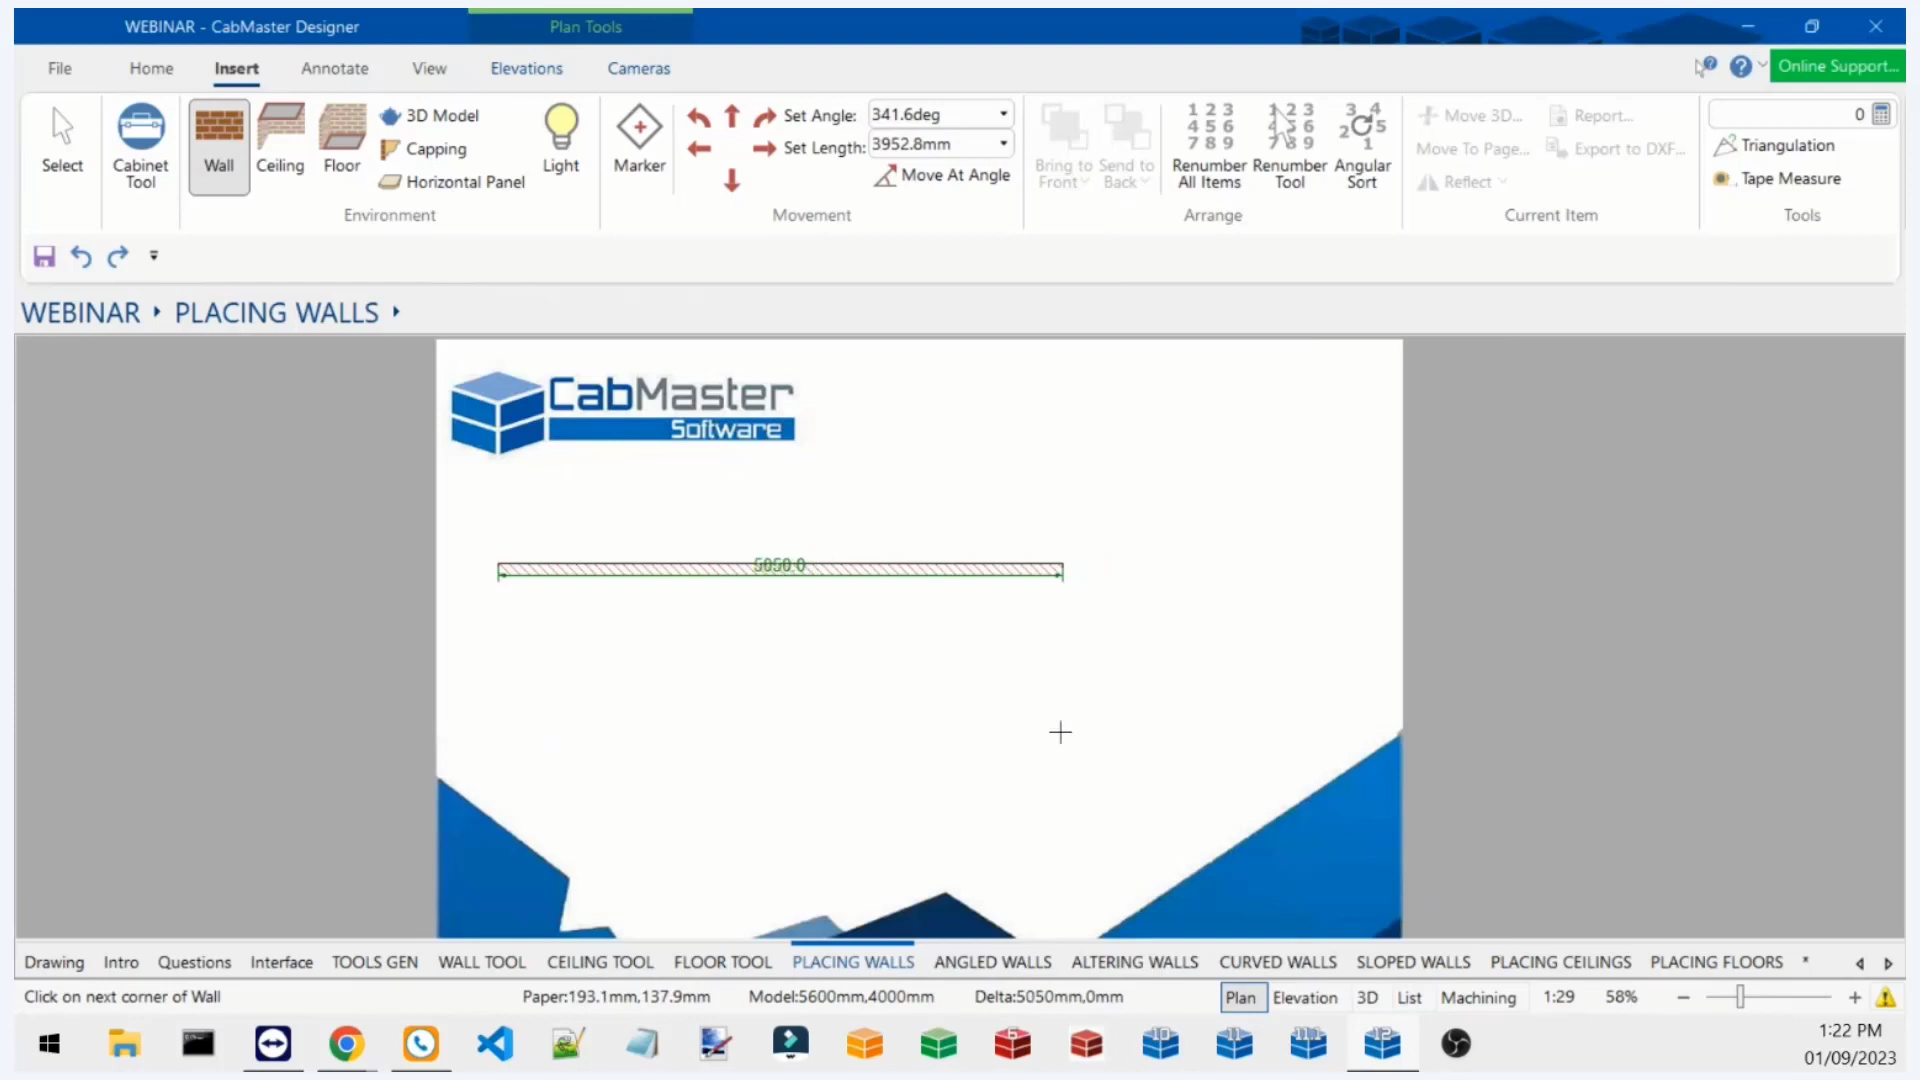 WEBINAR - CabMaster Designer
Plan Tools
File Home Insert Annotate View Elevations Cameras
Online Support...
Select
Cabinet Tool
Wall
Ceiling
Floor
3D Model
Capping
Horizontal Panel
Light
Environment
Marker
Set Angle: 341.6deg
Set Length: 3952.8mm
Move At Angle
Movement
Bring to Front
Send to Back
Renumber All Items
Renumber Tool
Angular Sort
Arrange
Move 3D...
Move To Page...
Reflect
Report...
Export to DXF...
Current Item
0
Triangulation
Tape Measure
Tools
WEBINAR PLACING WALLS
CabMaster
Software
5050.0
Drawing Intro Questions Interface TOOLS GEN WALL TOOL CEILING TOOL FLOOR TOOL PLACING WALLS ANGLED WALLS ALTERING WALLS CURVED WALLS SLOPED WALLS PLACING CEILINGS PLACING FLOORS *
Click on next corner of Wall Paper:193.1mm,137.9mm Model:5600mm,4000mm Delta:5050mm,0mm Plan Elevation 3D List Machining 1:29 58%
1:22 PM
01/09/2023